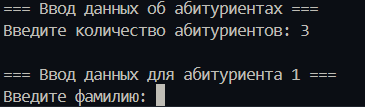 === Ввод данных об абитуриентах ===
Введите количество абитуриентов: 3
=== Ввод данных для абитуриента 1 ===
Введите фамилию: